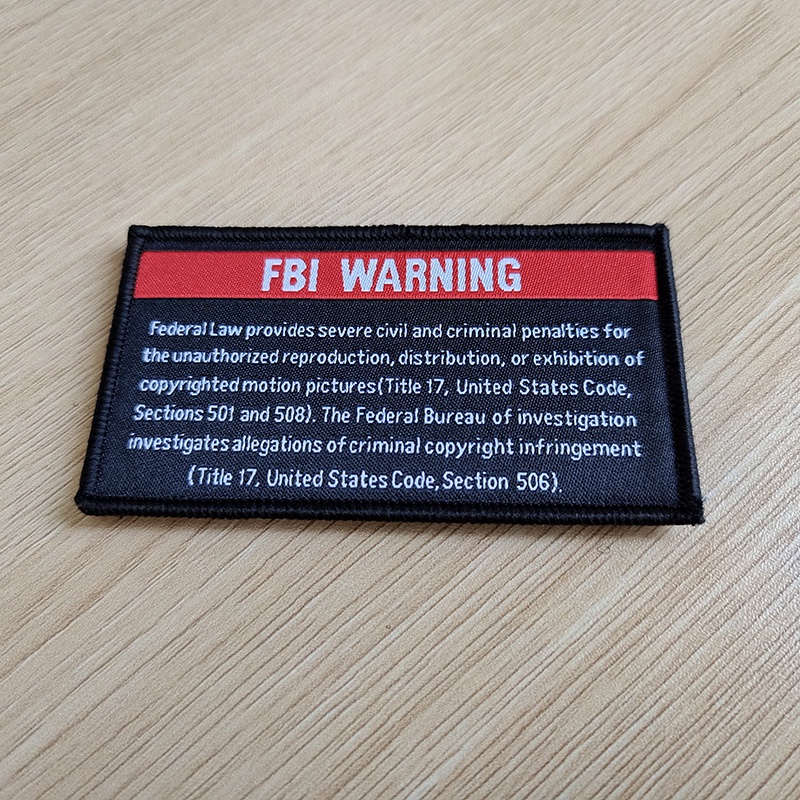 FBI WARNING
Federal Law provides severe civil and criminal penalties for
the unauthorized reproduction, distribution, or exhibition of
copyrighted motion pictures(Title 17, United States Code,
Sections 501 and 508). The Federal Bureau of investigation
investigates allegations of criminal copyright infringement
(Title 17, United States Code, Section 506).